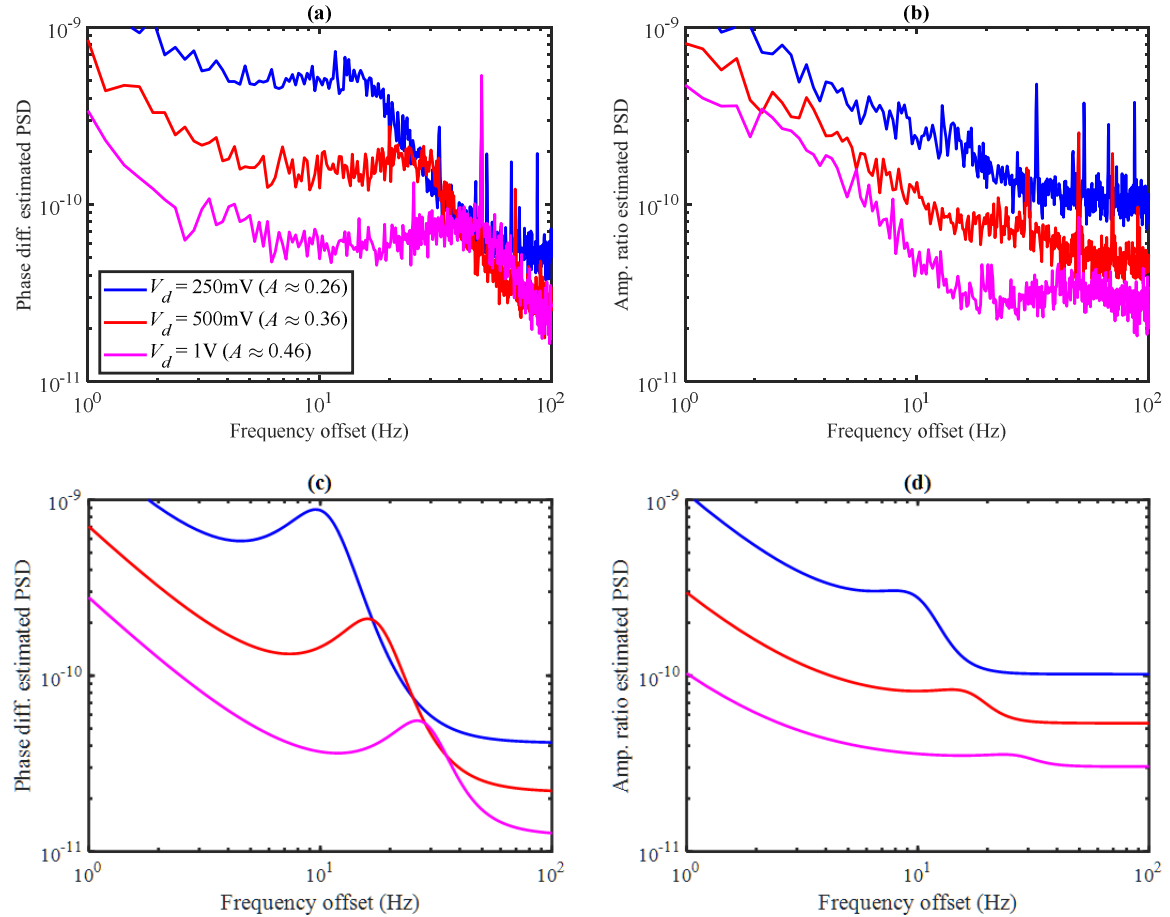 (a)
10^-9
10^-10
10^-11
Phase diff. estimated PSD
V_d = 250mV (A ≈ 0.26)
V_d = 500mV (A ≈ 0.36)
V_d = 1V (A ≈ 0.46)
10^0
10^1
10^2
Frequency offset (Hz)
(b)
10^-9
10^-10
10^-11
Amp. ratio estimated PSD
10^0
10^1
10^2
Frequency offset (Hz)
(c)
10^-9
10^-10
10^-11
Phase diff. estimated PSD
10^0
10^1
10^2
Frequency offset (Hz)
(d)
10^-9
10^-10
10^-11
Amp. ratio estimated PSD
10^0
10^1
10^2
Frequency offset (Hz)